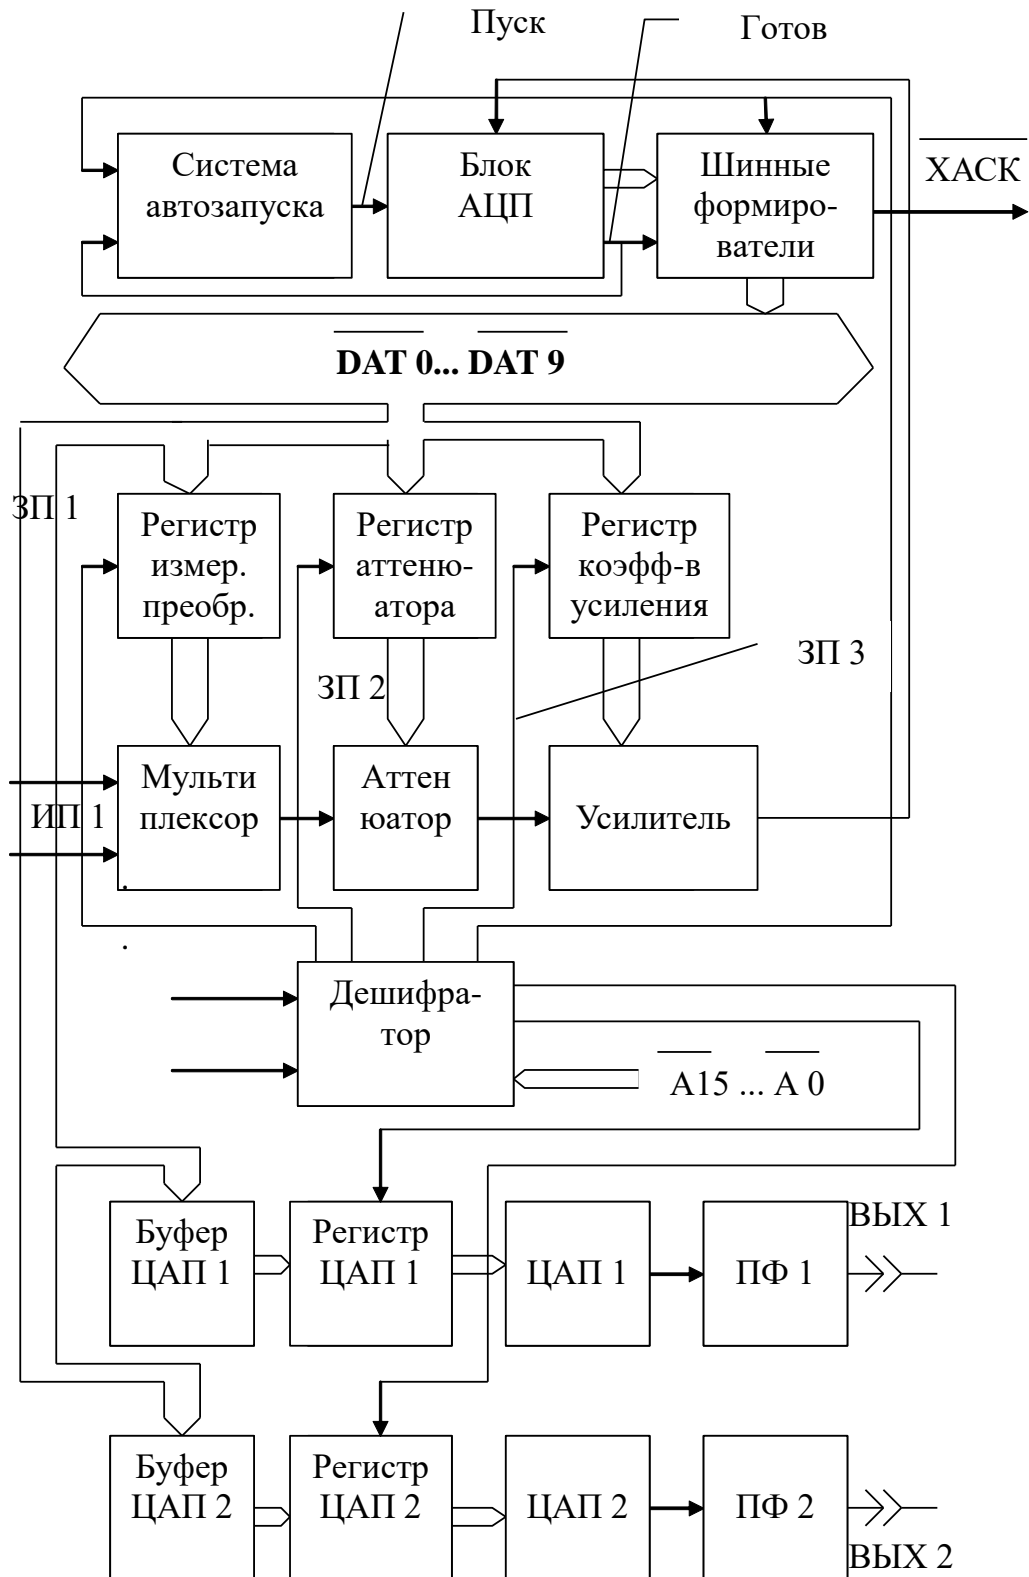 Пуск
Готов
Система
автозапуска
Блок
АЦП
Шинные
формиро-
ватели
ХАСК
DAT 0... DAT 9
ЗП 1
Регистр
измер.
преобр.
Регистр
аттеню-
атора
Регистр
коэфф-в
усиления
ЗП 2
ЗП 3
ИП 1
Мульти
плексор
Аттен
юатор
Усилитель
.
.
Дешифра-
тор
А15 ... А 0
Буфер
ЦАП 1
Регистр
ЦАП 1
ЦАП 1
ПФ 1
ВЫХ 1
Буфер
ЦАП 2
Регистр
ЦАП 2
ЦАП 2
ПФ 2
ВЫХ 2